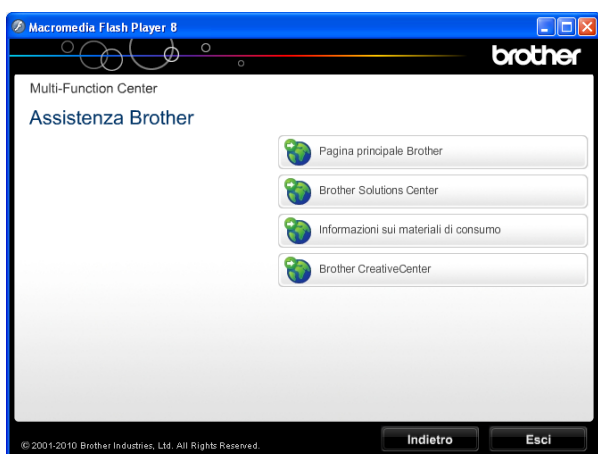 Macromedia Flash Player 8
brother
Multi-Function Center
Assistenza Brother
Pagina principale Brother
Brother Solutions Center
Informazioni sui materiali di consumo
Brother CreativeCenter
© 2001-2010 Brother Industries, Ltd. All Rights Reserved.
Indietro
Esci